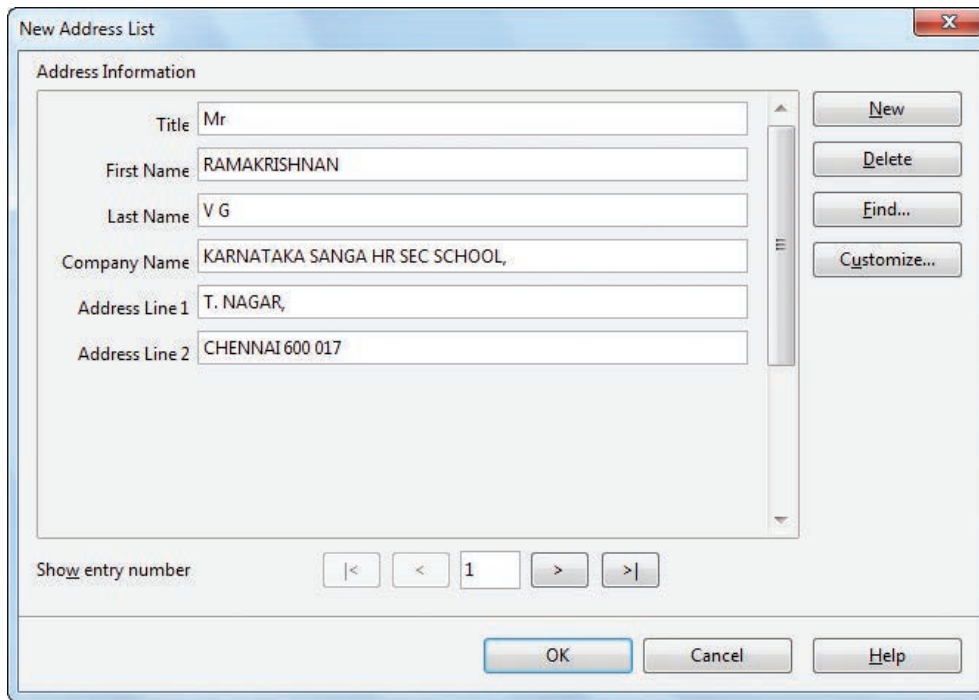 New Address List
X
Address Information
Title Mr
First Name RAMAKRISHNAN
Last Name V G
Company Name KARNATAKA SANGA HR SEC SCHOOL,
Address Line 1 T. NAGAR,
Address Line 2 CHENNAI 600 017
New
Delete
Find...
Customize...
Show entry number |< < 1 > >|
OK Cancel Help